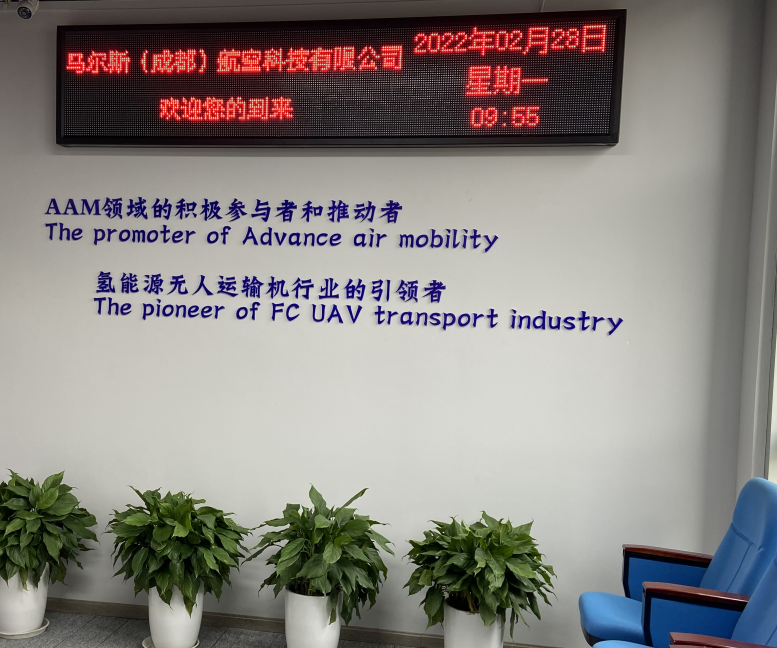 马尔斯（成都）航空科技有限公司
欢迎您的到来
2022年02月28日
星期一
09:55
AAM领域的积极参与者和推动者
The promoter of Advance air mobility
氢能源无人运输机行业的引领者
The pioneer of FC UAV transport industry